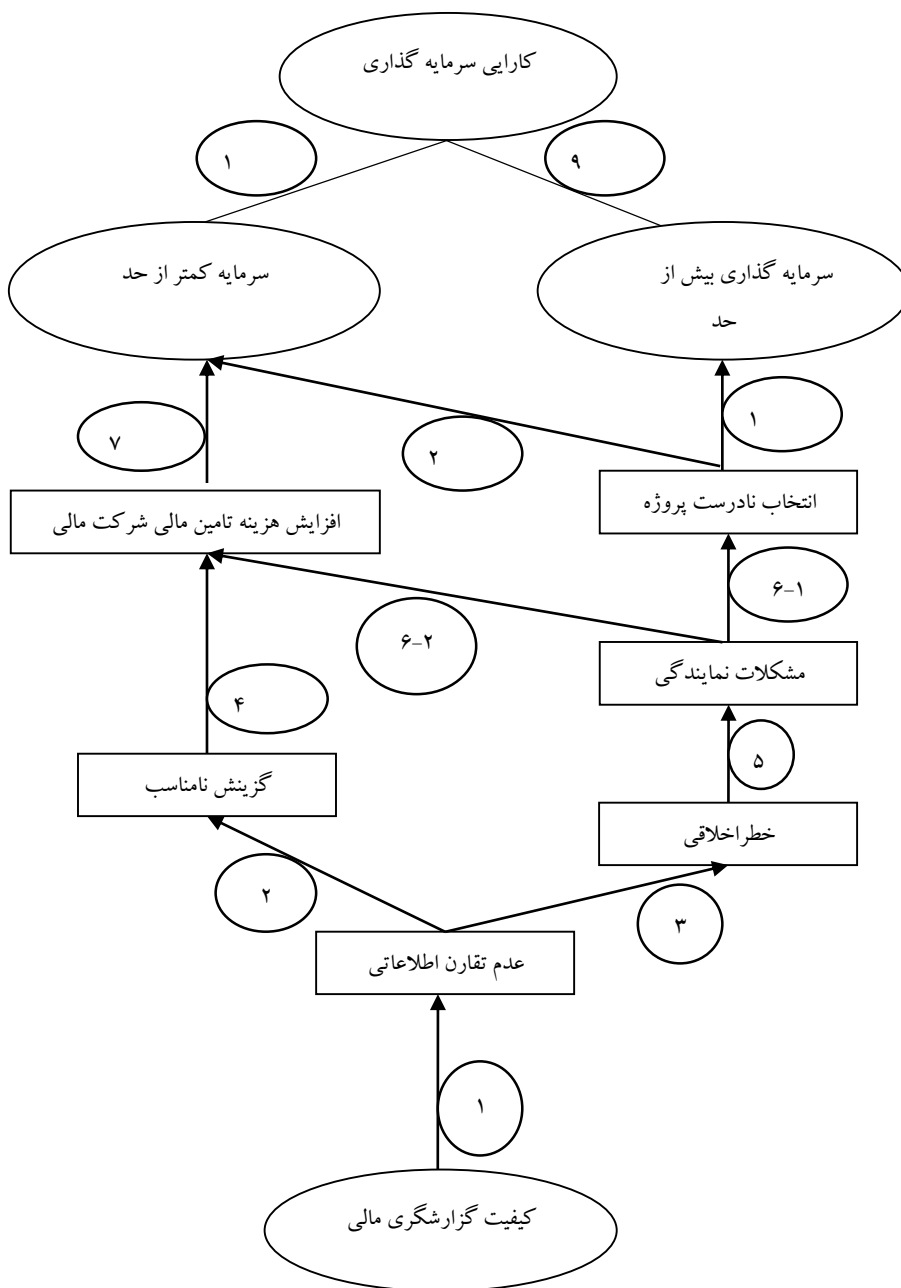 کارایی سرمایه گذاری
۹
۱
سرمایه گذاری بیش از
حد
سرمایه کمتر از حد
۱
۲
۷
انتخاب نادرست پروژه
افزایش هزینه تامین مالی شرکت مالی
۶-۱
۶-۲
مشکلات نمایندگی
۴
۵
گزینش نامناسب
خطراخلاقی
۳
۲
عدم تقارن اطلاعاتی
۱
کیفیت گزارشگری مالی